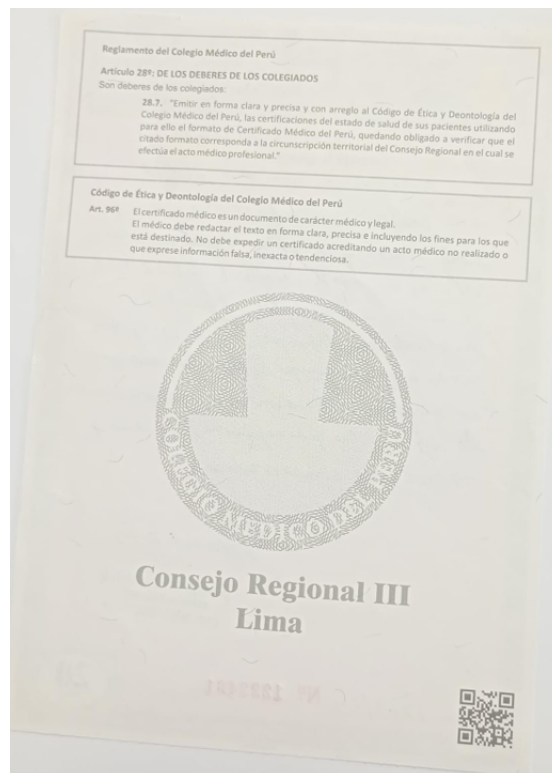 Reglamento del Colegio Médico del Perú
Artículo 28º: DE LOS DEBERES DE LOS COLEGIADOS
Son deberes de los colegiados:
28.7. "Emitir en forma clara y precisa y con arreglo al Código de Ética y Deontología del
Colegio Médico del Perú, las certificaciones del estado de salud de sus pacientes utilizando
para ello el formato de Certificado Médico del Perú, quedando obligado a verificar que el
citado formato corresponda a la circunscripción territorial del Consejo Regional en el cual se
efectúa el acto médico profesional."
Código de Ética y Deontología del Colegio Médico del Perú
Art. 96º El certificado médico es un documento de carácter médico y legal.
El médico debe redactar el texto en forma clara, precisa e incluyendo los fines para los que
está destinado. No debe expedir un certificado acreditando un acto médico no realizado o
que exprese información falsa, inexacta o tendenciosa.
COLEGIO MEDICO DEL PERU
Consejo Regional III
Lima